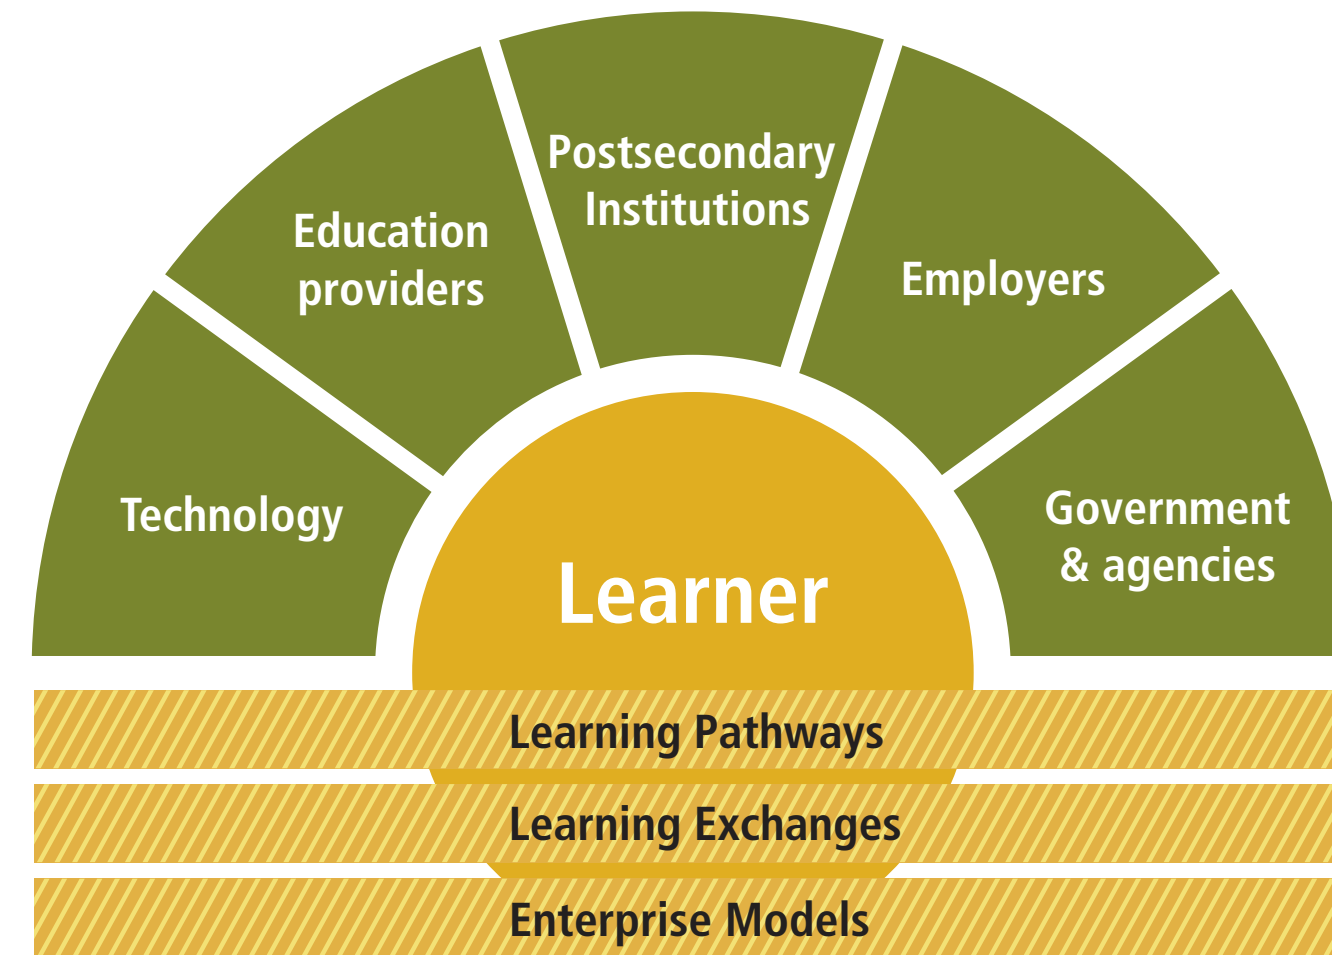 Postsecondary
Institutions
Education
providers
Employers
Technology
Government
& agencies
Learner
Learning Pathways
Learning Exchanges
Enterprise Models